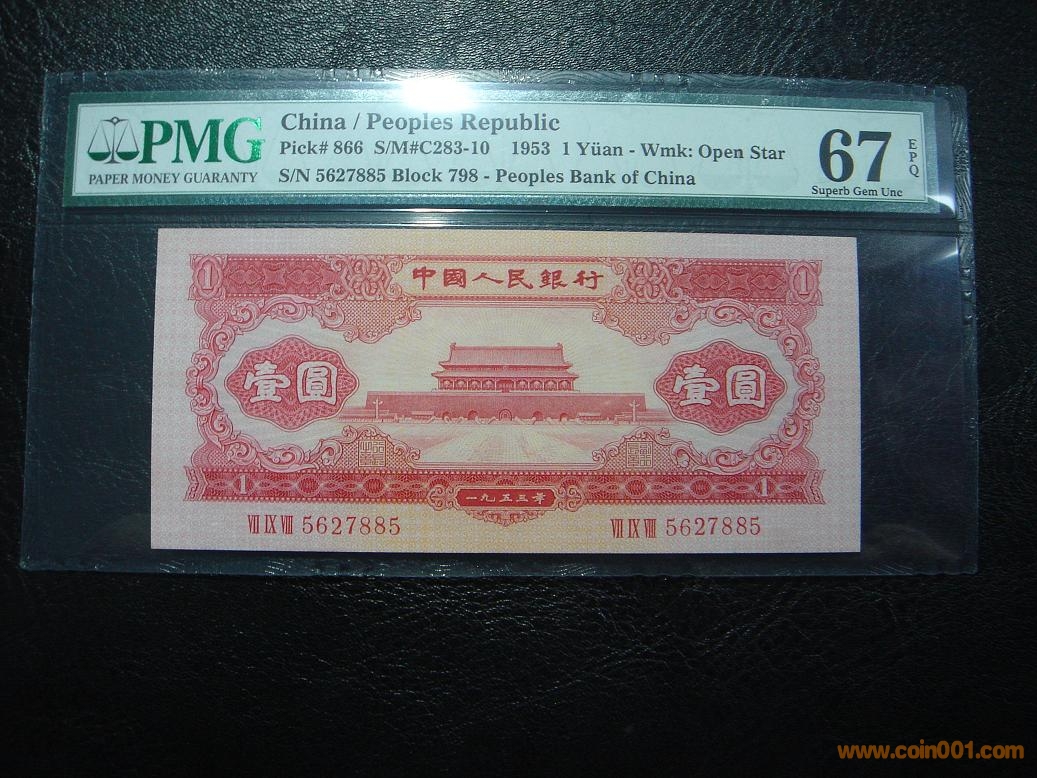 PMG
PAPER MONEY GUARANTY
China / Peoples Republic
Pick# 866 S/M#C283-10 1953 1 Yüan - Wmk: Open Star
S/N 5627885 Block 798 - Peoples Bank of China
67 EPQ
Superb Gem Unc
1 中國人民銀行 1
壹圓 壹圓
1 一九五三年 1
VII IX VIII 5627885 VII IX VIII 5627885
www.coin001.com